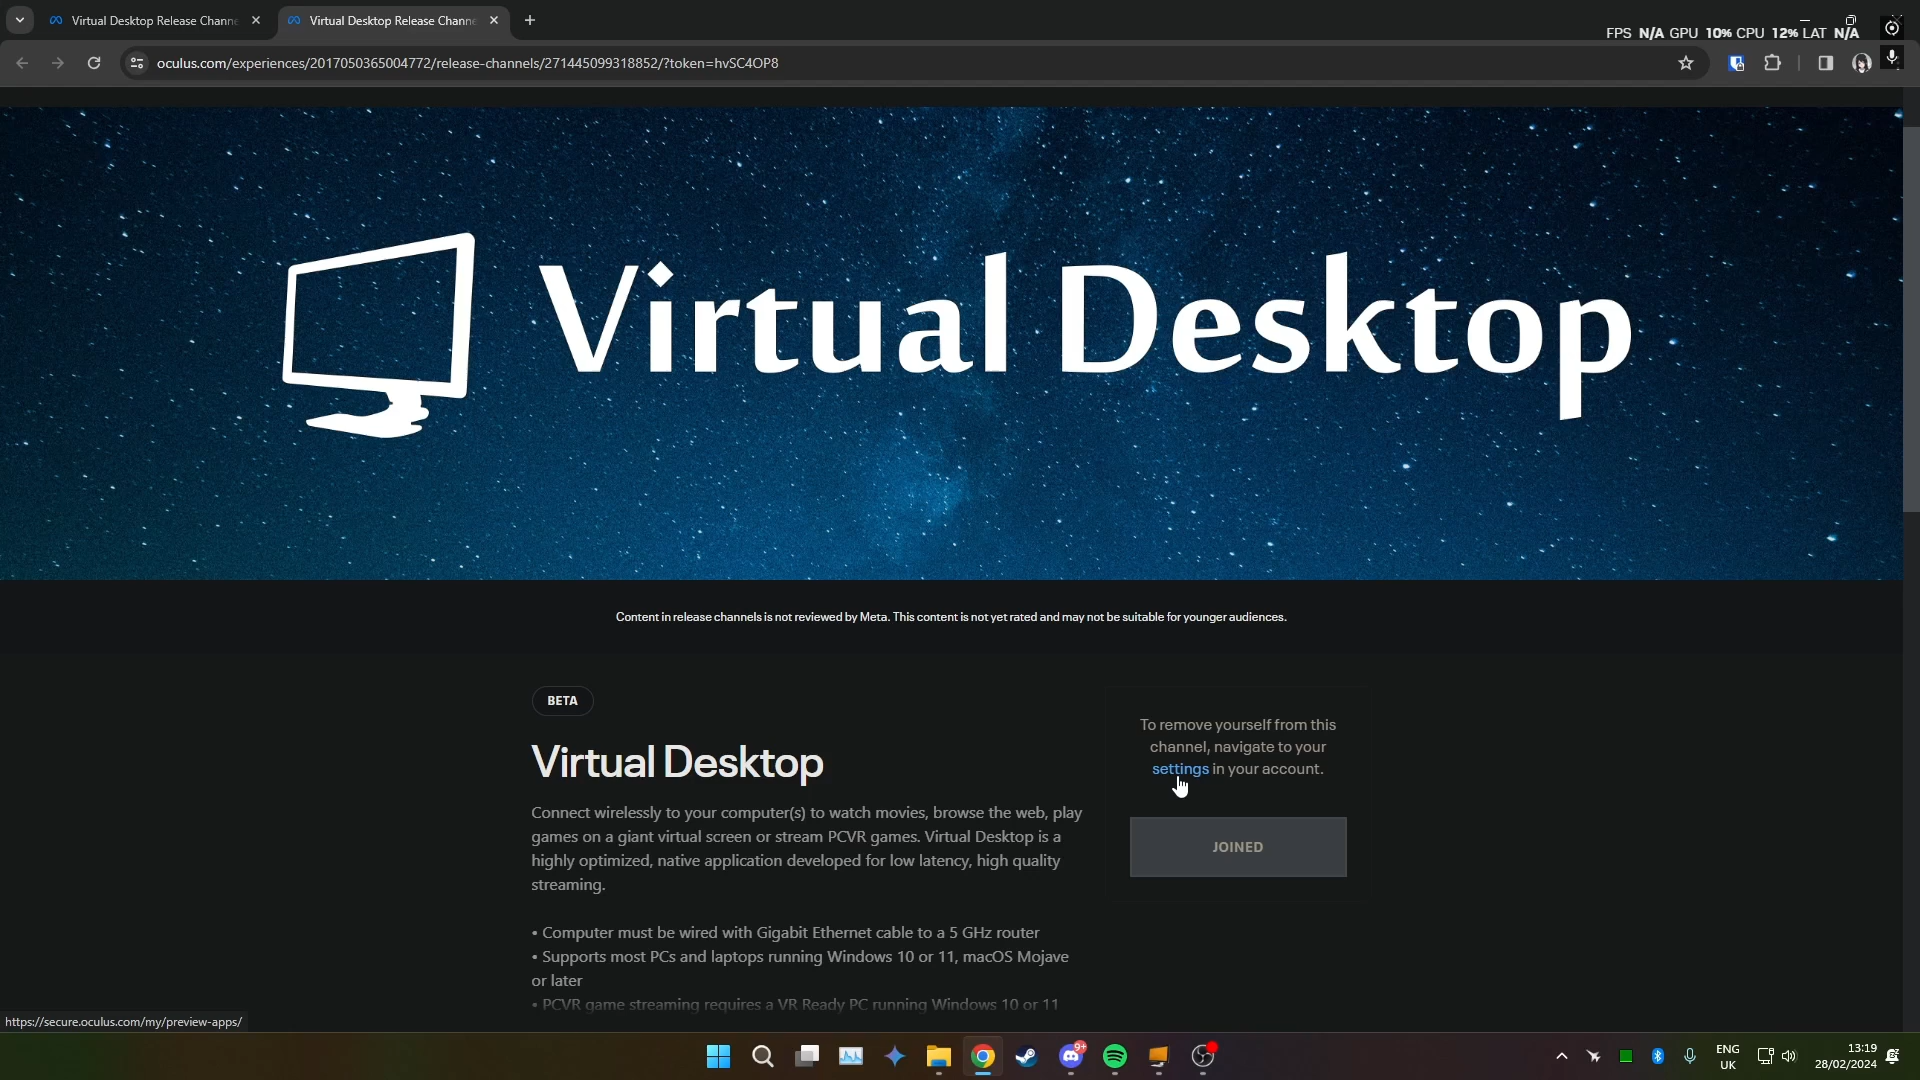 Virtual Desktop Release Channe
Virtual Desktop Release Channe
FPS N/A GPU 10% CPU 12% LAT N/A
oculus.com/experiences/2017050365004772/release-channels/271445099318852/?token=hvSC4OP8
Virtual Desktop
Content in release channels is not reviewed by Meta. This content is not yet rated and may not be suitable for younger audiences.
BETA
Virtual Desktop
Connect wirelessly to your computer(s) to watch movies, browse the web, play
games on a giant virtual screen or stream PCVR games. Virtual Desktop is a
highly optimized, native application developed for low latency, high quality
streaming.
• Computer must be wired with Gigabit Ethernet cable to a 5 GHz router
• Supports most PCs and laptops running Windows 10 or 11, macOS Mojave
or later
• PCVR game streaming requires a VR Ready PC running Windows 10 or 11
To remove yourself from this
channel, navigate to your
settings in your account.
JOINED
https://secure.oculus.com/my/preview-apps/
9+
ENG
UK
13:19
28/02/2024